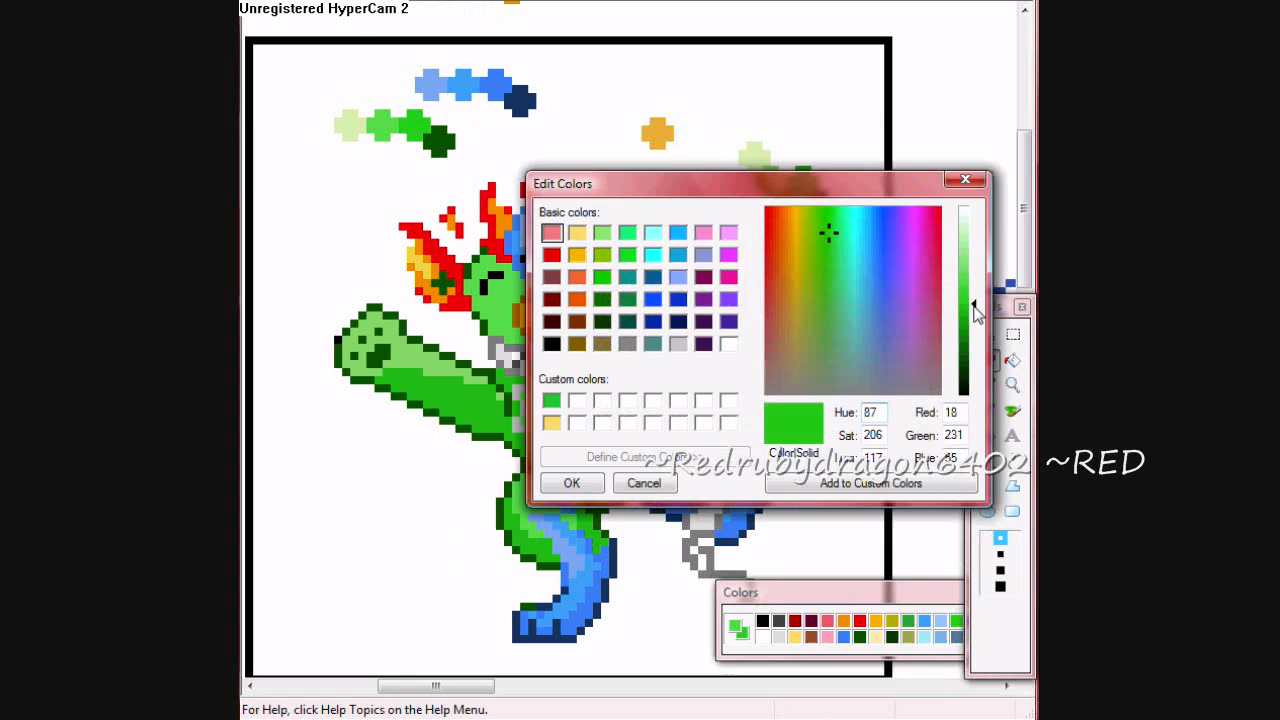 Unregistered HyperCam 2
Edit Colors
Basic colors:
Custom colors:
Hue: 87
Red: 18
Sat: 206
Green: 231
Color|Solid
117
Define Custom Colors >>
~Redrubydragon6402 ~RED
OK
Cancel
Add to Custom Colors
Colors
For Help, click Help Topics on the Help Menu.